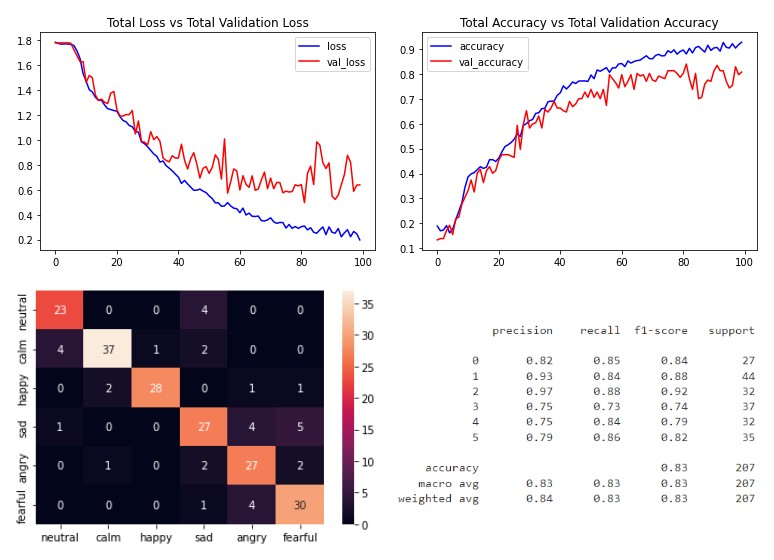 Total Loss vs Total Validation Loss
1.8
1.6
1.4
1.2
1.0
0.8
0.6
0.4
0.2
loss
val_loss
0 20 40 60 80 100
Total Accuracy vs Total Validation Accuracy
0.9
0.8
0.7
0.6
0.5
0.4
0.3
0.2
0.1
accuracy
val_accuracy
0 20 40 60 80 100
neutral 23 0 0 4 0 0
calm 4 37 1 2 0 0
happy 0 2 28 0 1 1
sad 1 0 0 27 4 5
angry 0 1 0 2 27 2
fearful 0 0 0 1 4 30
neutral calm happy sad angry fearful
35
30
25
20
15
10
5
0
precision recall f1-score support
0 0.82 0.85 0.84 27
1 0.93 0.84 0.88 44
2 0.97 0.88 0.92 32
3 0.75 0.73 0.74 37
4 0.75 0.84 0.79 32
5 0.79 0.86 0.82 35
accuracy 0.83 207
macro avg 0.83 0.83 0.83 207
weighted avg 0.84 0.83 0.83 207